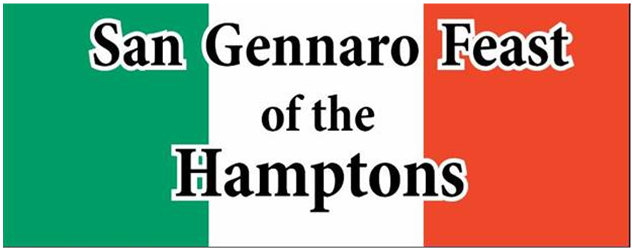 San Gennaro Feast
of the
Hamptons